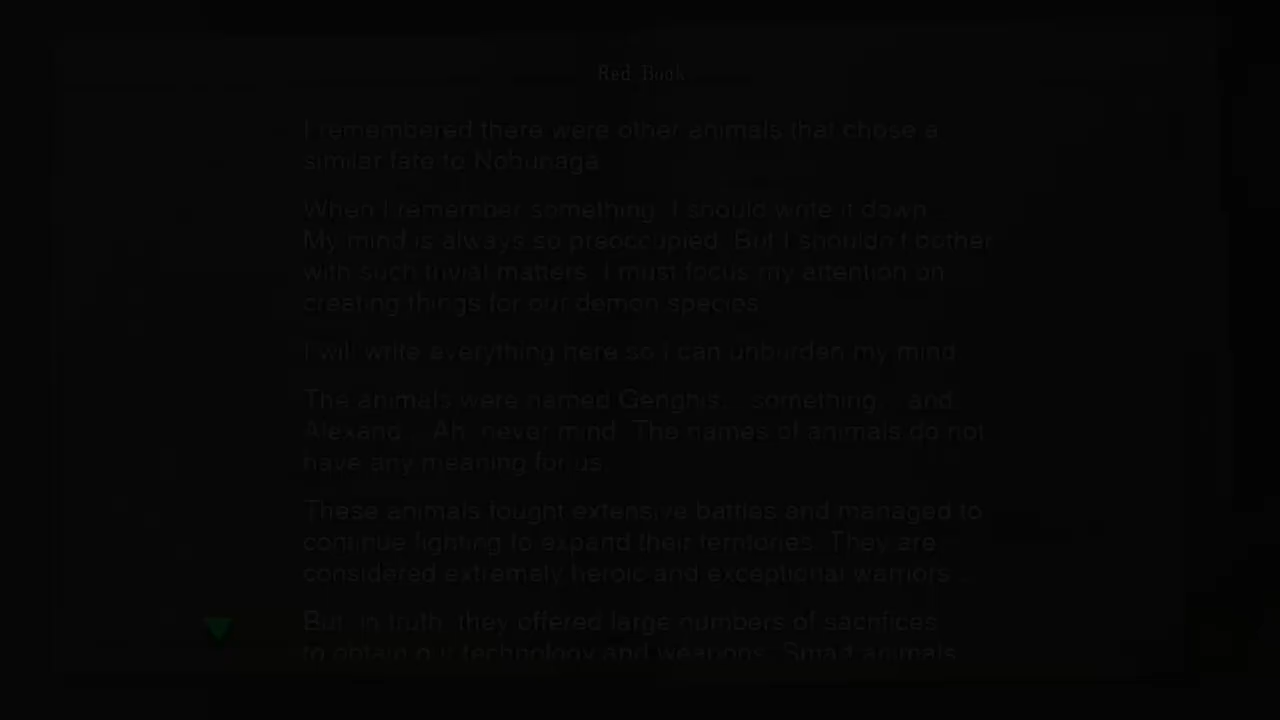 Red Book
I remembered there were other animals that chose a
similar fate to Nobunaga.
When I remember something, I should write it down...
My mind is always so preoccupied. But I shouldn't bother
with such trivial matters. I must focus my attention on
creating things for our demon species.
I will write everything here so I can unburden my mind.
The animals were named Genghis... something... and
Alexand... Ah, never mind. The names of animals do not
have any meaning for us.
These animals fought extensive battles and managed to
continue fighting to expand their territories. They are
considered extremely heroic and exceptional warriors...
But, in truth, they offered large numbers of sacrifices
to obtain our technology and weapons. Smart animals